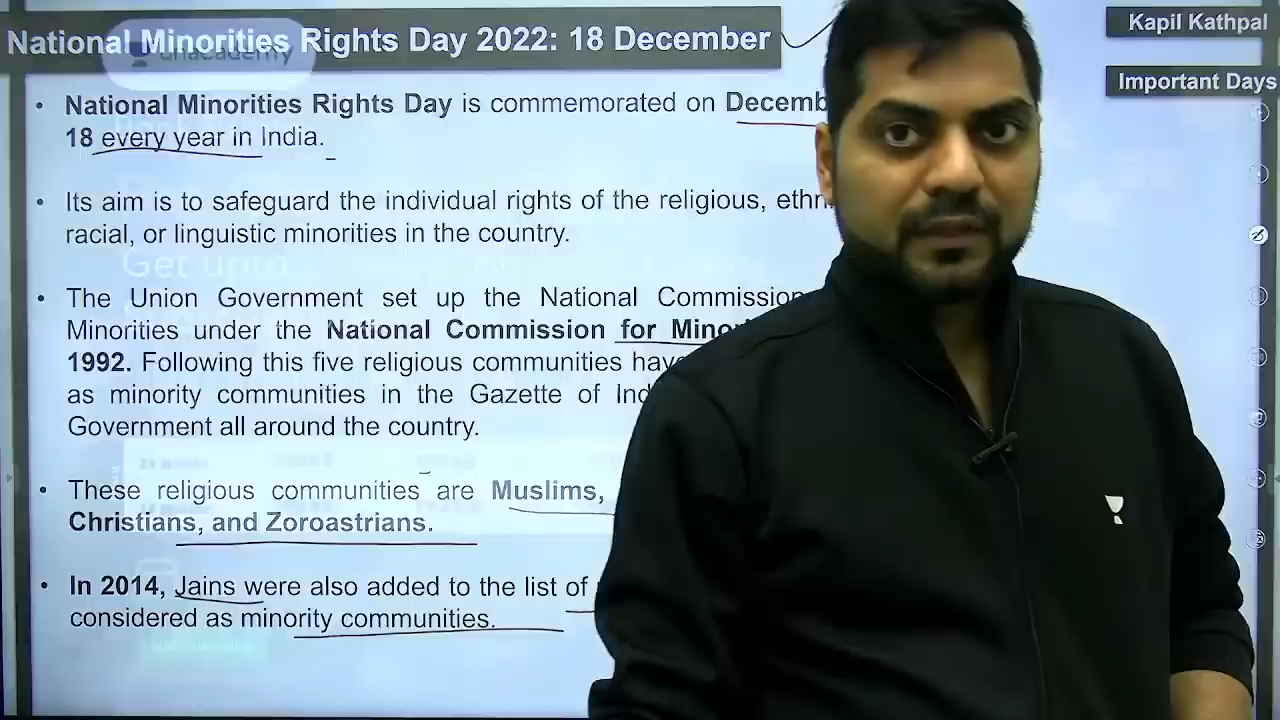 National Minorities Rights Day 2022: 18 December
unacademy
Kapil Kathpal
Important Days
• National Minorities Rights Day is commemorated on Decemb
18 every year in India.
• Its aim is to safeguard the individual rights of the religious, ethn
racial, or linguistic minorities in the country.
Get upto
• The Union Government set up the National Commission
Minorities under the National Commission for Minor
1992. Following this five religious communities have
as minority communities in the Gazette of Ind
Government all around the country.
• These religious communities are Muslims,
Christians, and Zoroastrians.
• In 2014, Jains were also added to the list of
considered as minority communities.